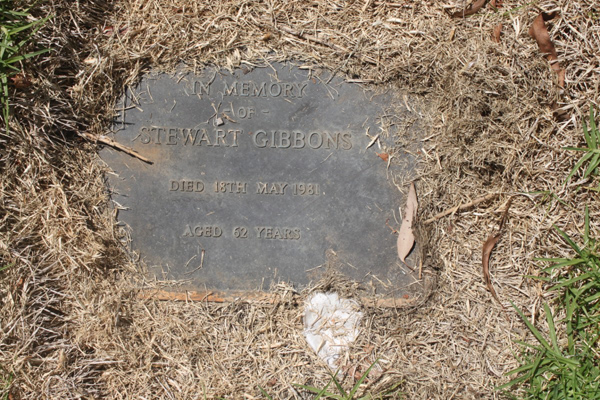 IN MEMORY
- OF -
STEWART GIBBONS
DIED 18TH MAY 1981
AGED 62 YEARS